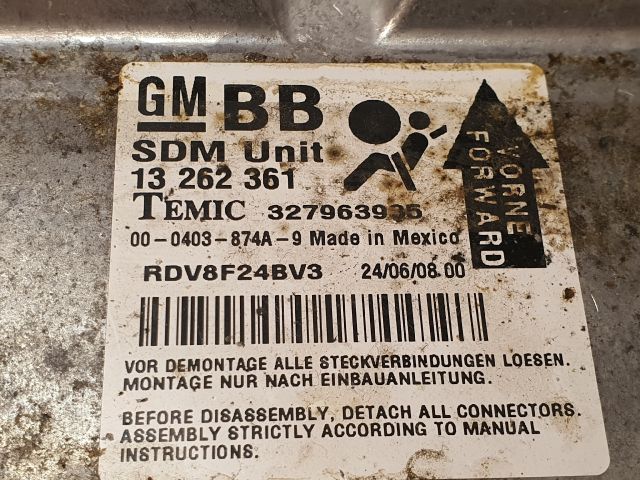 GM BB
SDM Unit
13 262 361
TEMIC 327963935
00-0403-874A-9 Made in Mexico
RDV8F24BV3 24/06/08 00
VORNE
FORWARD
VOR DEMONTAGE ALLE STECKVERBINDUNGEN LOESEN.
MONTAGE NUR NACH EINBAUANLEITUNG.
BEFORE DISASSEMBLY, DETACH ALL CONNECTORS.
ASSEMBLY STRICTLY ACCORDING TO MANUAL
INSTRUCTIONS.